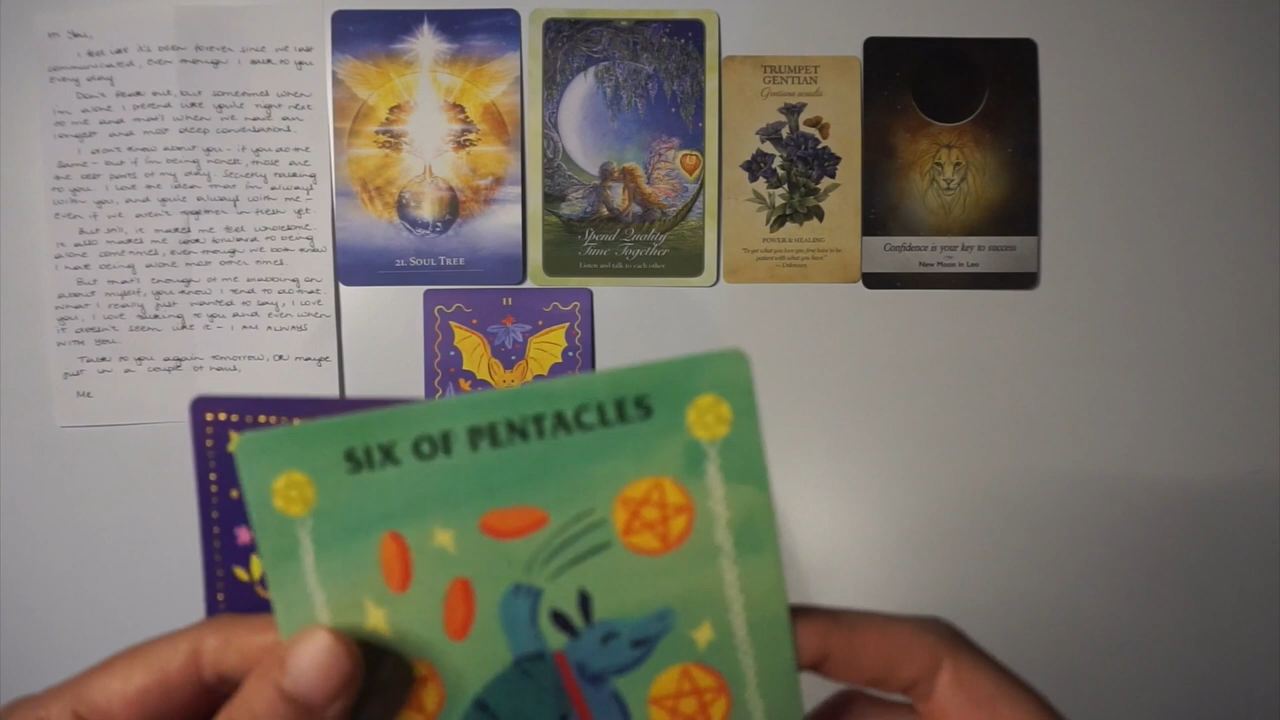 Hi You,
I feel like it's been forever since we last
communicated, even though I talk to you
every day.
Don't freak out, but sometimes when
I'm alone I pretend like you're right next
to me and that's when we have our
longest and most deep conversations.
I don't know about you - if you do the
same - but if I'm being honest, those are
the best parts of my day. Secretly talking
to you. I love the idea that I'm always
with you, and you're always with me -
even if we aren't together in flesh yet.
But still, it makes me feel wholesome.
It also makes me look forward to being
alone sometimes, even though we both know
I hate being alone most other times.
But that's enough of me babbling on
about myself, you know I tend to do that.
What I really just wanted to say, I love
you, I love talking to you and even when
it doesn't seem like it - I AM ALWAYS
WITH YOU.
Talk to you again tomorrow, OR maybe
just in a couple of hours,
Me
21. SOUL TREE
Spend Quality
Time Together
Listen and talk to each other
TRUMPET
GENTIAN
Gentiana acaulis
POWER & HEALING
"To get what you love you first have to be
patient with what you have"
— Unknown
Confidence is your key to success
New Moon in Leo
II
SIX OF PENTACLES